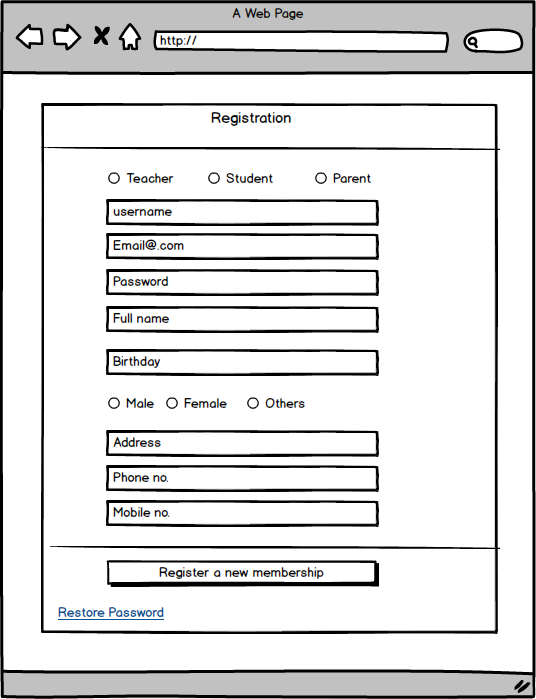 A Web Page
http://
Registration
Teacher Student Parent
username
Email@.com
Password
Full name
Birthday
Male Female Others
Address
Phone no.
Mobile no.
Register a new membership
Restore Password